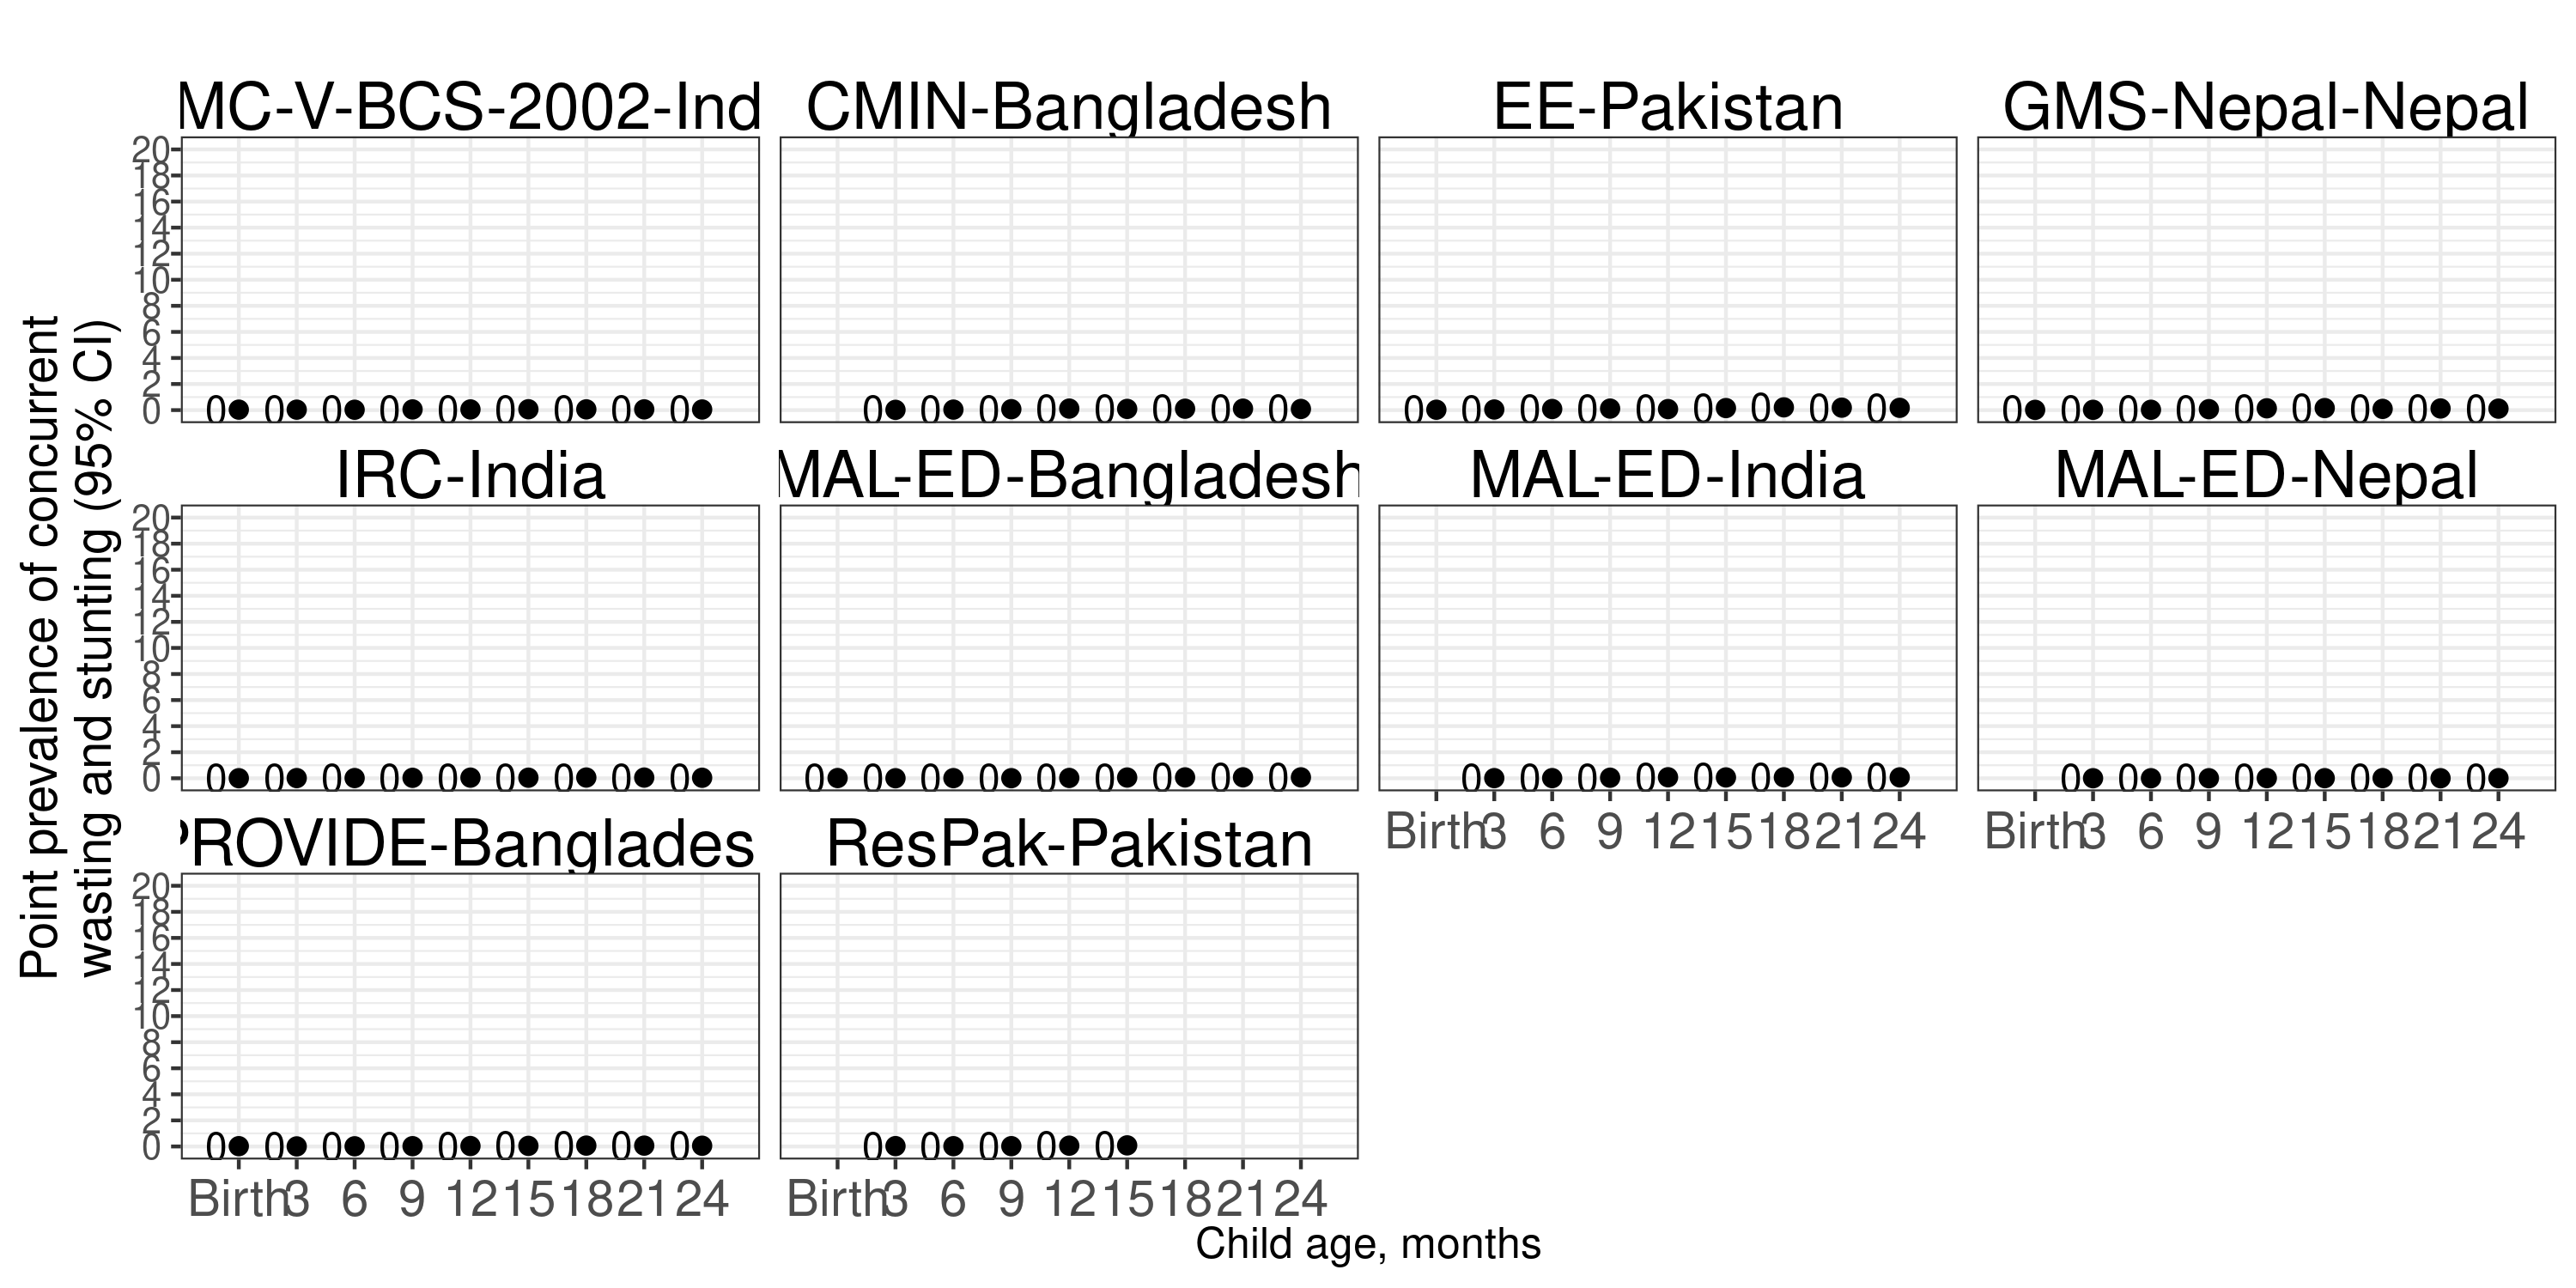 MC-V-BCS-2002-Ind CMIN-Bangladesh EE-Pakistan GMS-Nepal-Nepal
20
18
16
14
12
10
8
6
4
2
0
0 0 0 0 0 0 0 0 0
0 0 0 0 0 0 0 0
0 0 0 0 0 0 0 0 0
0 0 0 0 0 0 0 0 0
IRC-India MAL-ED-Bangladesh MAL-ED-India MAL-ED-Nepal
20
18
16
14
12
10
8
6
4
2
0
0 0 0 0 0 0 0 0 0
0 0 0 0 0 0 0 0 0
0 0 0 0 0 0 0 0
0 0 0 0 0 0 0 0
Birth 3 6 9 12 15 18 21 24
Birth 3 6 9 12 15 18 21 24
PROVIDE-Banglades ResPak-Pakistan
20
18
16
14
12
10
8
6
4
2
0
0 0 0 0 0 0 0 0 0
0 0 0 0 0
Birth 3 6 9 12 15 18 21 24
Birth 3 6 9 12 15 18 21 24
Child age, months
Point prevalence of concurrent
wasting and stunting (95% CI)